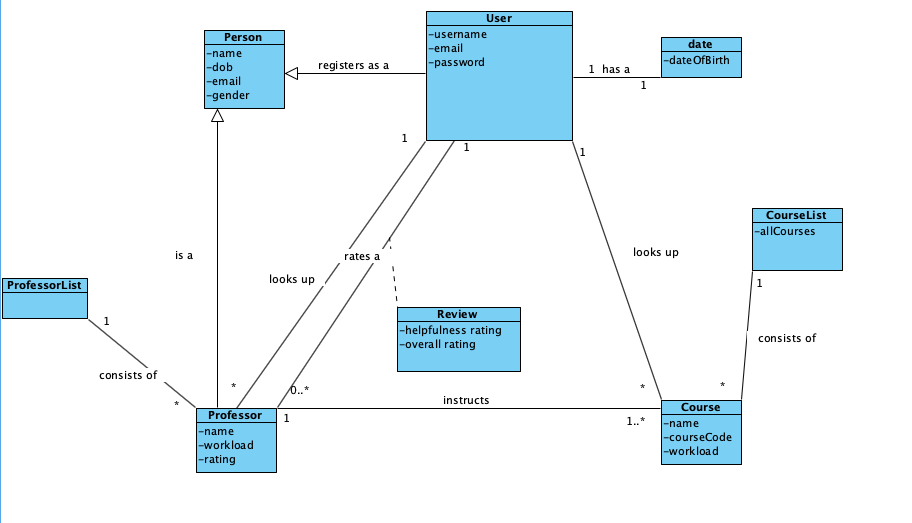 User
-username
-email
-password
Person
-name
-dob
-email
-gender
registers as a
1 has a
1
date
-dateOfBirth
1
1
1
CourseList
-allCourses
is a
looks up
rates a
looks up
ProfessorList
1
Review
-helpfulness rating
-overall rating
1
consists of
consists of
*
*
0..*
*
*
Professor
-name
-workload
-rating
1
instructs
1..*
Course
-name
-courseCode
-workload